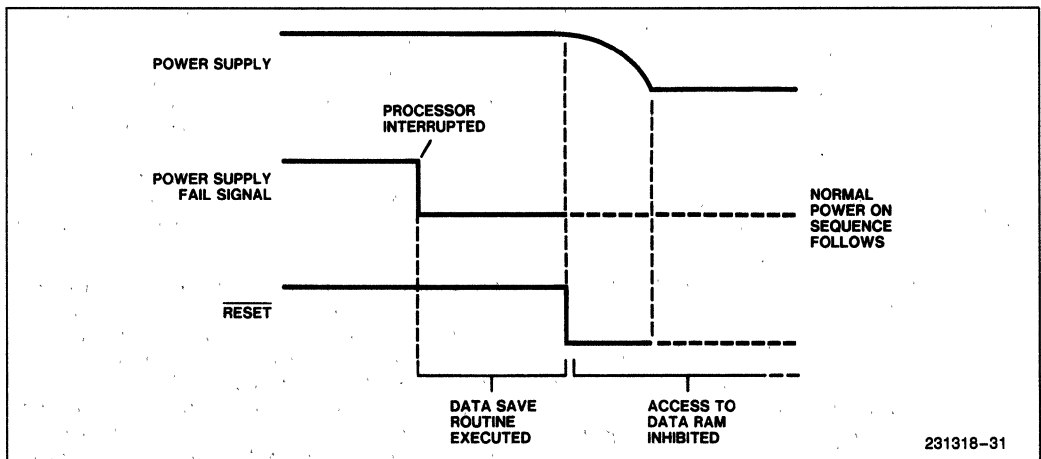 POWER SUPPLY
PROCESSOR
INTERRUPTED
POWER SUPPLY
FAIL SIGNAL
NORMAL
POWER ON
SEQUENCE
FOLLOWS
RESET
DATA SAVE
ROUTINE
EXECUTED
ACCESS TO
DATA RAM
INHIBITED
231318-31